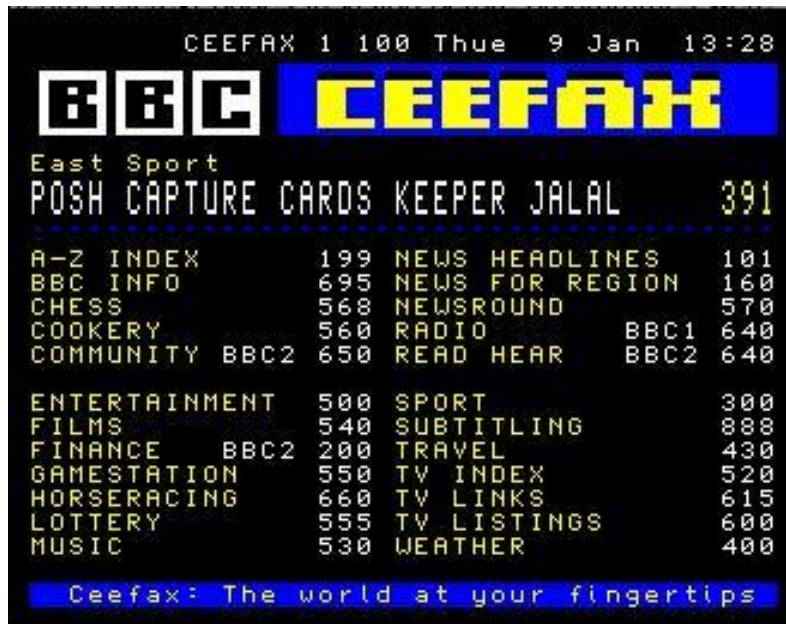 CEEFAX 1 100 Thue 9 Jan 13:28
BBC CEEFAX
East Sport
POSH CAPTURE CARDS KEEPER JALAL 391
A-Z INDEX 199 NEWS HEADLINES 101
BBC INFO 695 NEWS FOR REGION 160
CHESS 568 NEWSROUND 570
COOKERY 560 RADIO BBC1 640
COMMUNITY BBC2 650 READ HEAR BBC2 640
ENTERTAINMENT 500 SPORT 300
FILMS 540 SUBTITLING 888
FINANCE BBC2 200 TRAVEL 430
GAMESTATION 550 TV INDEX 520
HORSERACING 660 TV LINKS 615
LOTTERY 555 TV LISTINGS 600
MUSIC 530 WEATHER 400
Ceefax: The world at your fingertips